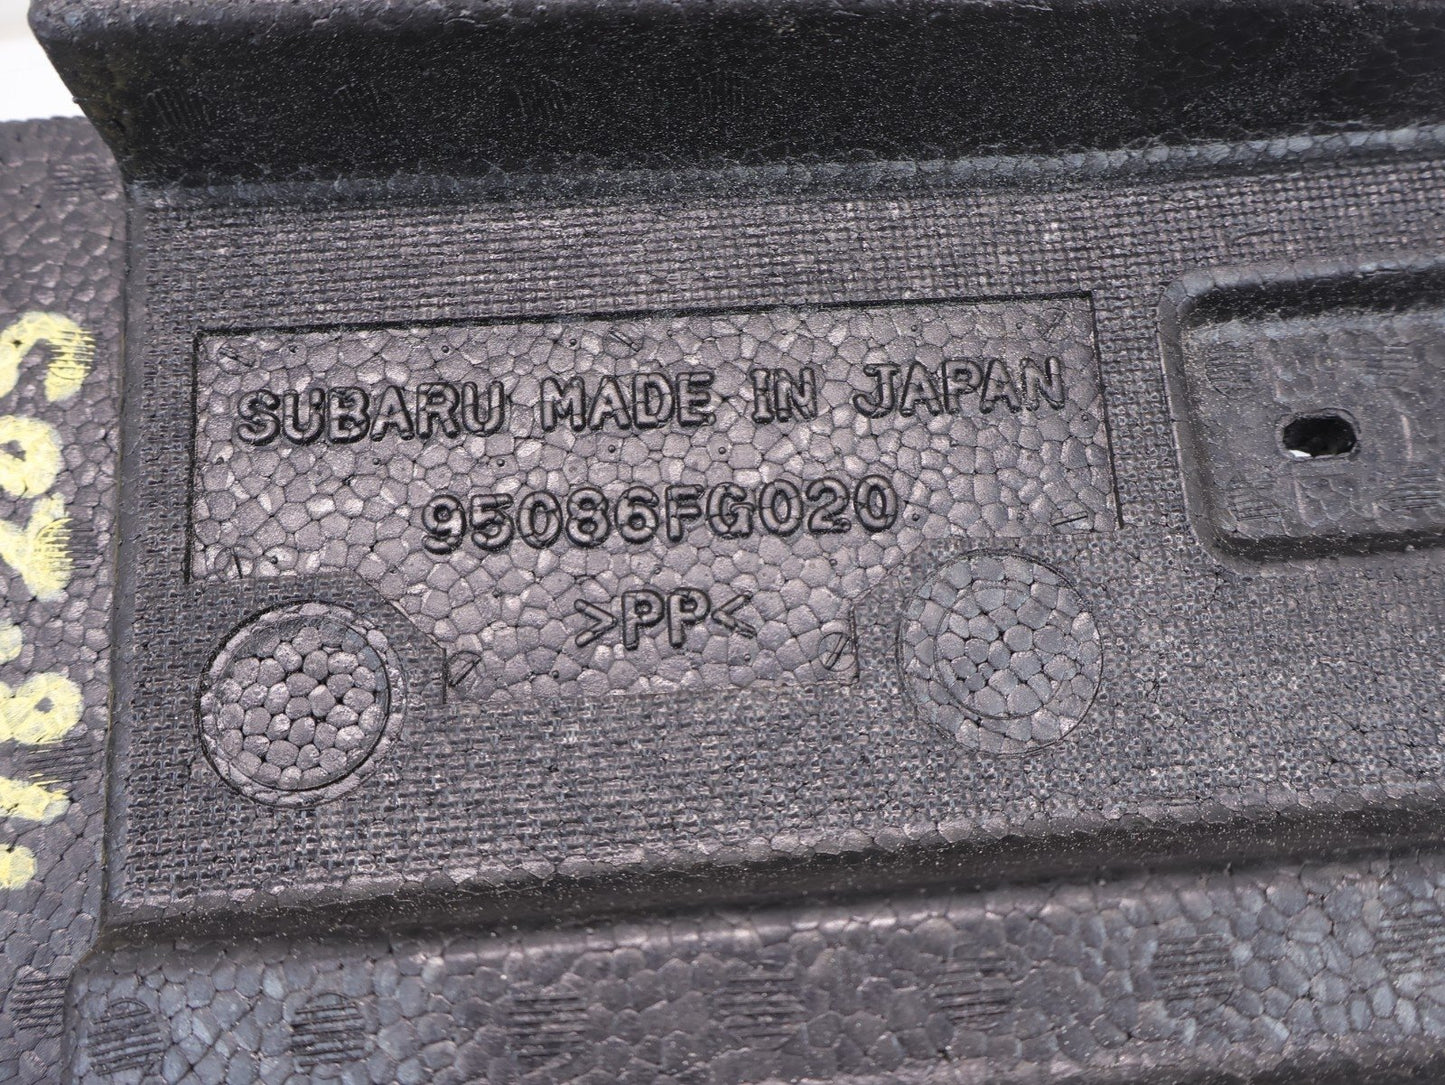 SUBARU MADE IN JAPAN
95086FG020
>PP<